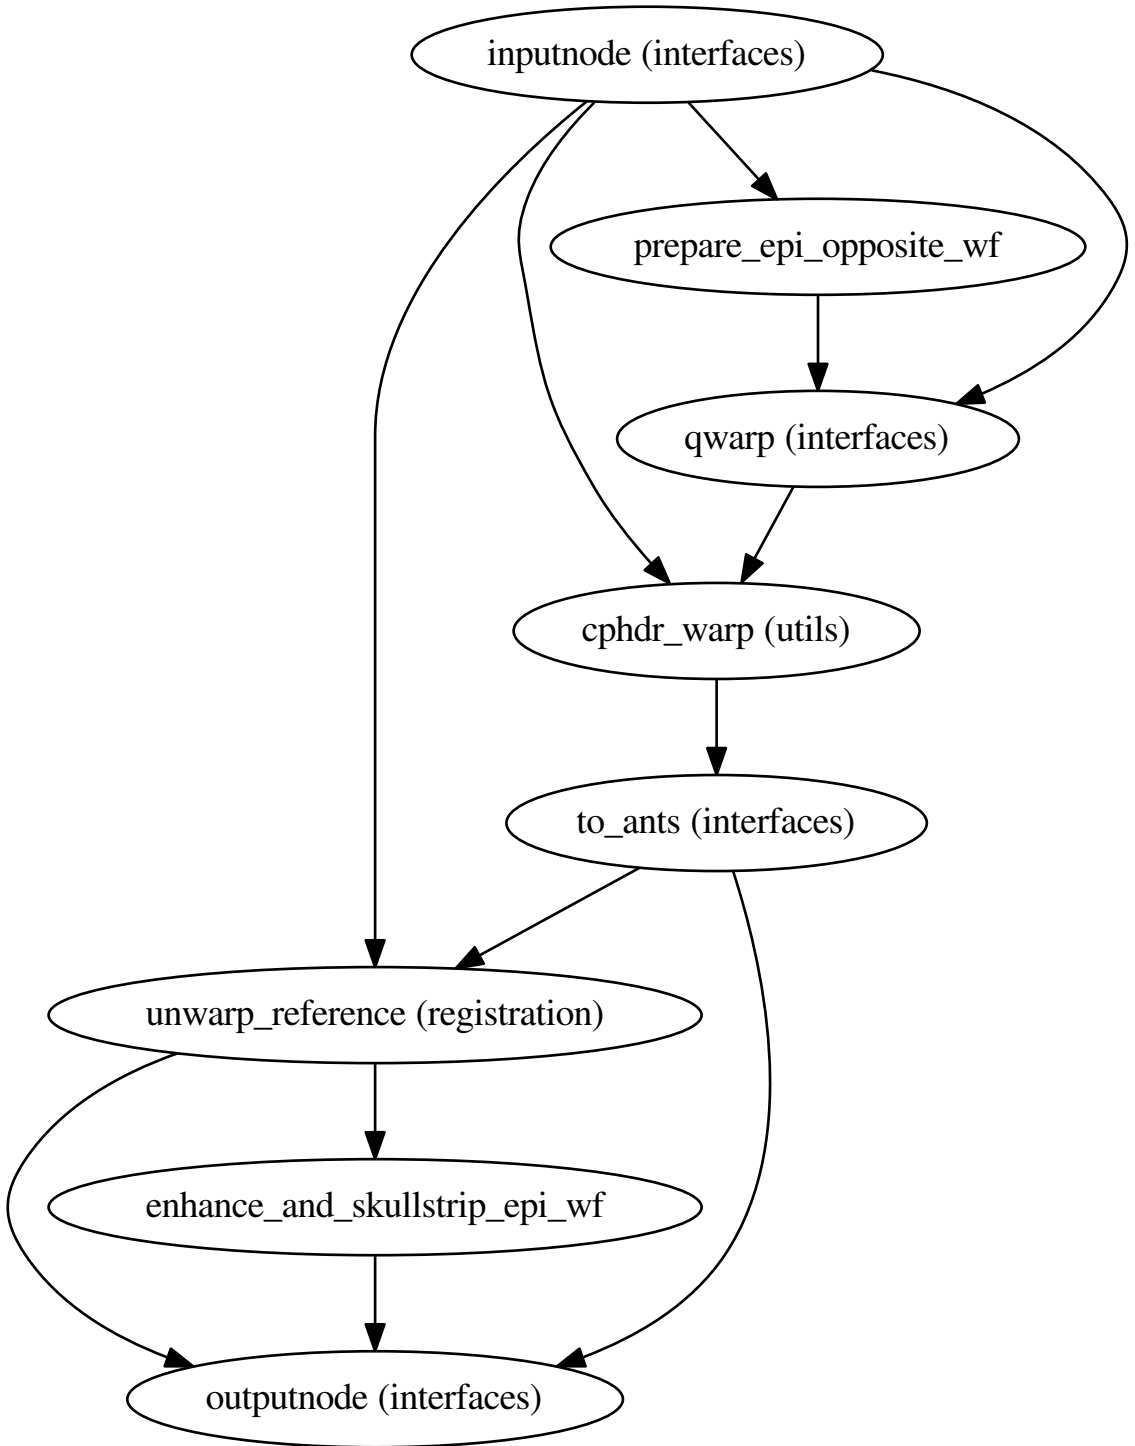 inputnode (interfaces)
prepare_epi_opposite_wf
qwarp (interfaces)
cphdr_warp (utils)
to_ants (interfaces)
unwarp_reference (registration)
enhance_and_skullstrip_epi_wf
outputnode (interfaces)